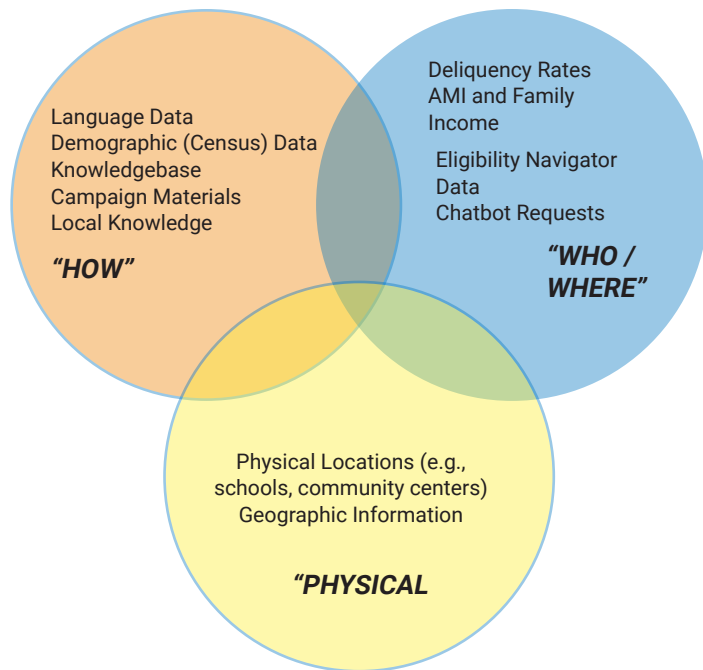 Language Data
Demographic (Census) Data
Knowledgebase
Campaign Materials
Local Knowledge
“HOW”
Deliquency Rates
AMI and Family
Income
Eligibility Navigator
Data
Chatbot Requests
“WHO /
WHERE”
Physical Locations (e.g.,
schools, community centers)
Geographic Information
“PHYSICAL